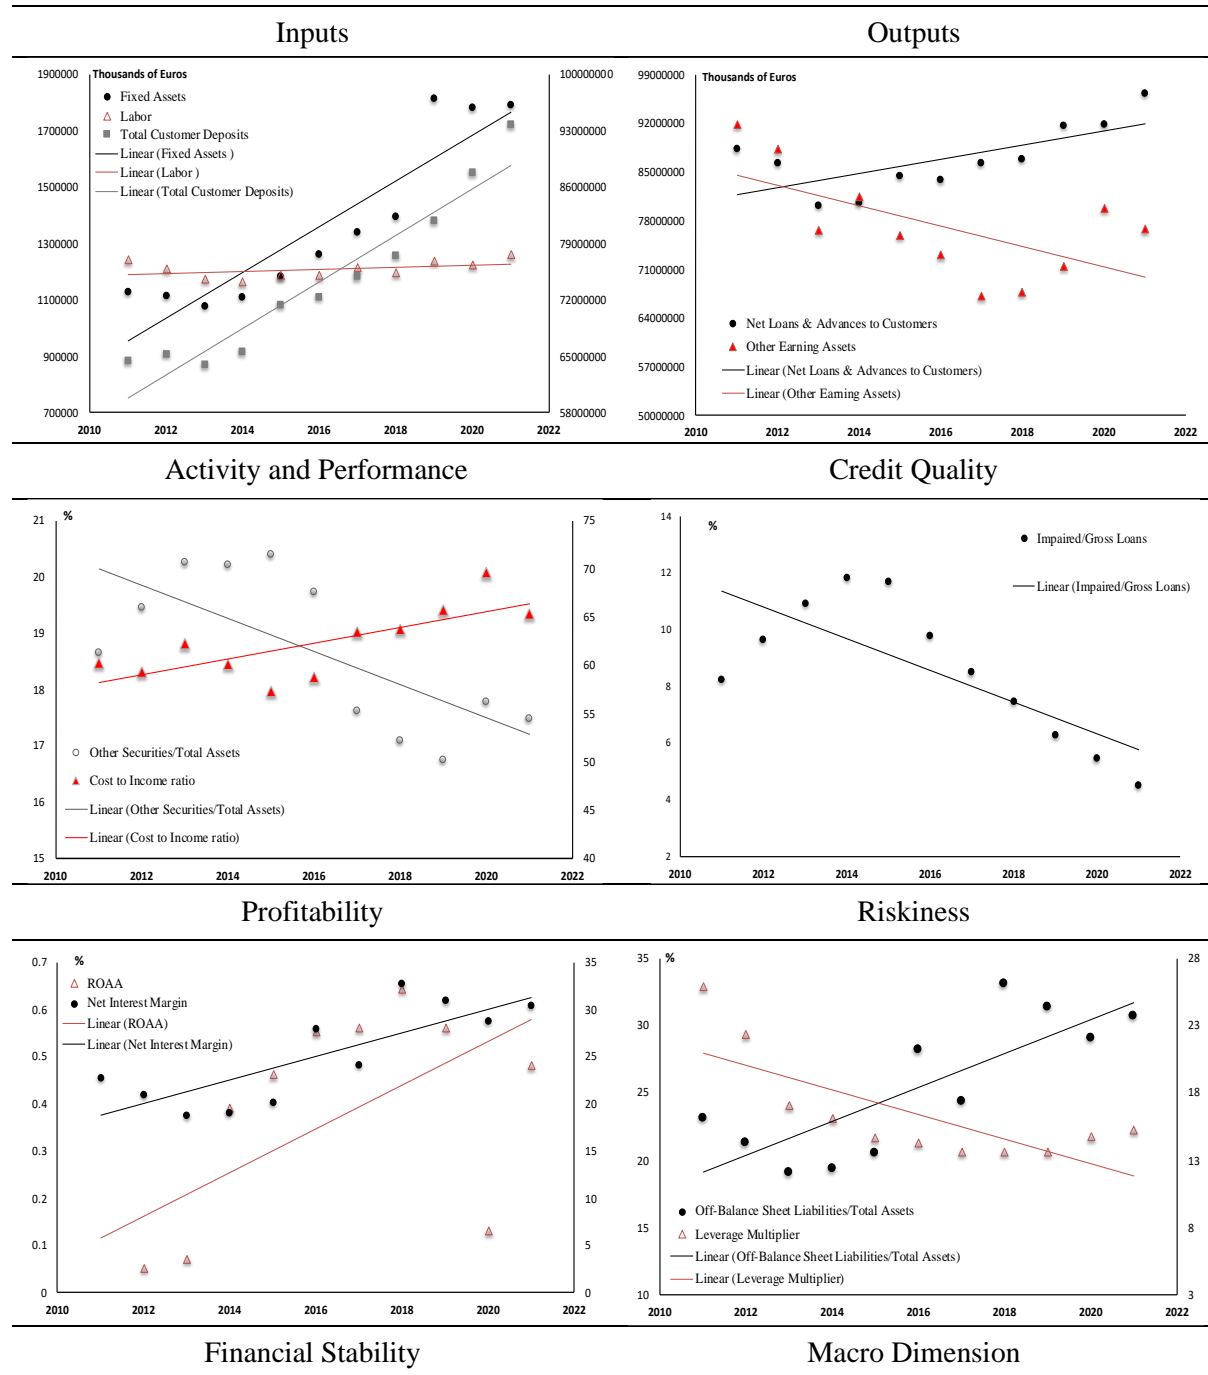 Inputs
Outputs
Thousands of Euros
Fixed Assets
Labor
Total Customer Deposits
Linear (Fixed Assets )
Linear (Labor )
Linear (Total Customer Deposits)
1900000
1700000
1500000
1300000
1100000
900000
700000
100000000
93000000
86000000
79000000
72000000
65000000
58000000
2010 2012 2014 2016 2018 2020 2022
Thousands of Euros
99000000
92000000
85000000
78000000
71000000
64000000
57000000
50000000
Net Loans & Advances to Customers
Other Earning Assets
Linear (Net Loans & Advances to Customers)
Linear (Other Earning Assets)
2010 2012 2014 2016 2018 2020 2022
Activity and Performance
Credit Quality
%
21
20
19
18
17
16
15
75
70
65
60
55
50
45
40
Other Securities/Total Assets
Cost to Income ratio
Linear (Other Securities/Total Assets)
Linear (Cost to Income ratio)
2010 2012 2014 2016 2018 2020 2022
%
14
12
10
8
6
4
2
Impaired/Gross Loans
Linear (Impaired/Gross Loans)
2010 2012 2014 2016 2018 2020 2022
Profitability
Riskiness
%
ROAA
Net Interest Margin
Linear (ROAA)
Linear (Net Interest Margin)
0.7
0.6
0.5
0.4
0.3
0.2
0.1
0
35
30
25
20
15
10
5
0
2010 2012 2014 2016 2018 2020 2022
%
35
30
25
20
15
10
28
23
18
13
8
3
Off-Balance Sheet Liabilities/Total Assets
Leverage Multiplier
Linear (Off-Balance Sheet Liabilities/Total Assets)
Linear (Leverage Multiplier)
2010 2012 2014 2016 2018 2020 2022
Financial Stability
Macro Dimension